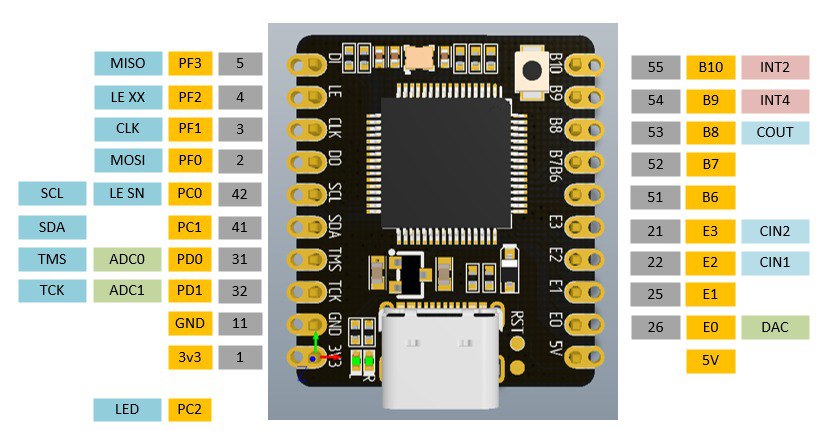 MISO PF3 5 DI B10 55 B10 INT2
LE XX PF2 4 LE B9 54 B9 INT4
CLK PF1 3 CLK B8 53 B8 COUT
MOSI PF0 2 DO B7B6 52 B7
SCL LE SN PC0 42 SCL 51 B6
SDA PC1 41 SDA E3 21 E3 CIN2
TMS ADC0 PD0 31 TMS E2 22 E2 CIN1
TCK ADC1 PD1 32 TCK E1 25 E1
GND 11 GND RST E0 26 E0 DAC
3v3 1 3V3 R 5V 5V
LED PC2